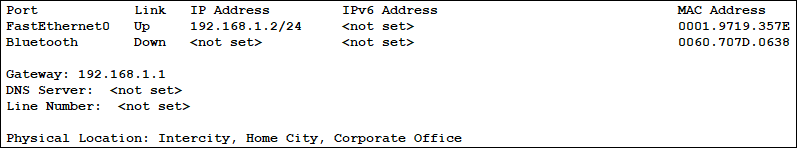 Port Link IP Address IPv6 Address MAC Address
FastEthernet0 Up 192.168.1.2/24 <not set> 0001.9719.357E
Bluetooth Down <not set> <not set> 0060.707D.0638
Gateway: 192.168.1.1
DNS Server: <not set>
Line Number: <not set>
Physical Location: Intercity, Home City, Corporate Office